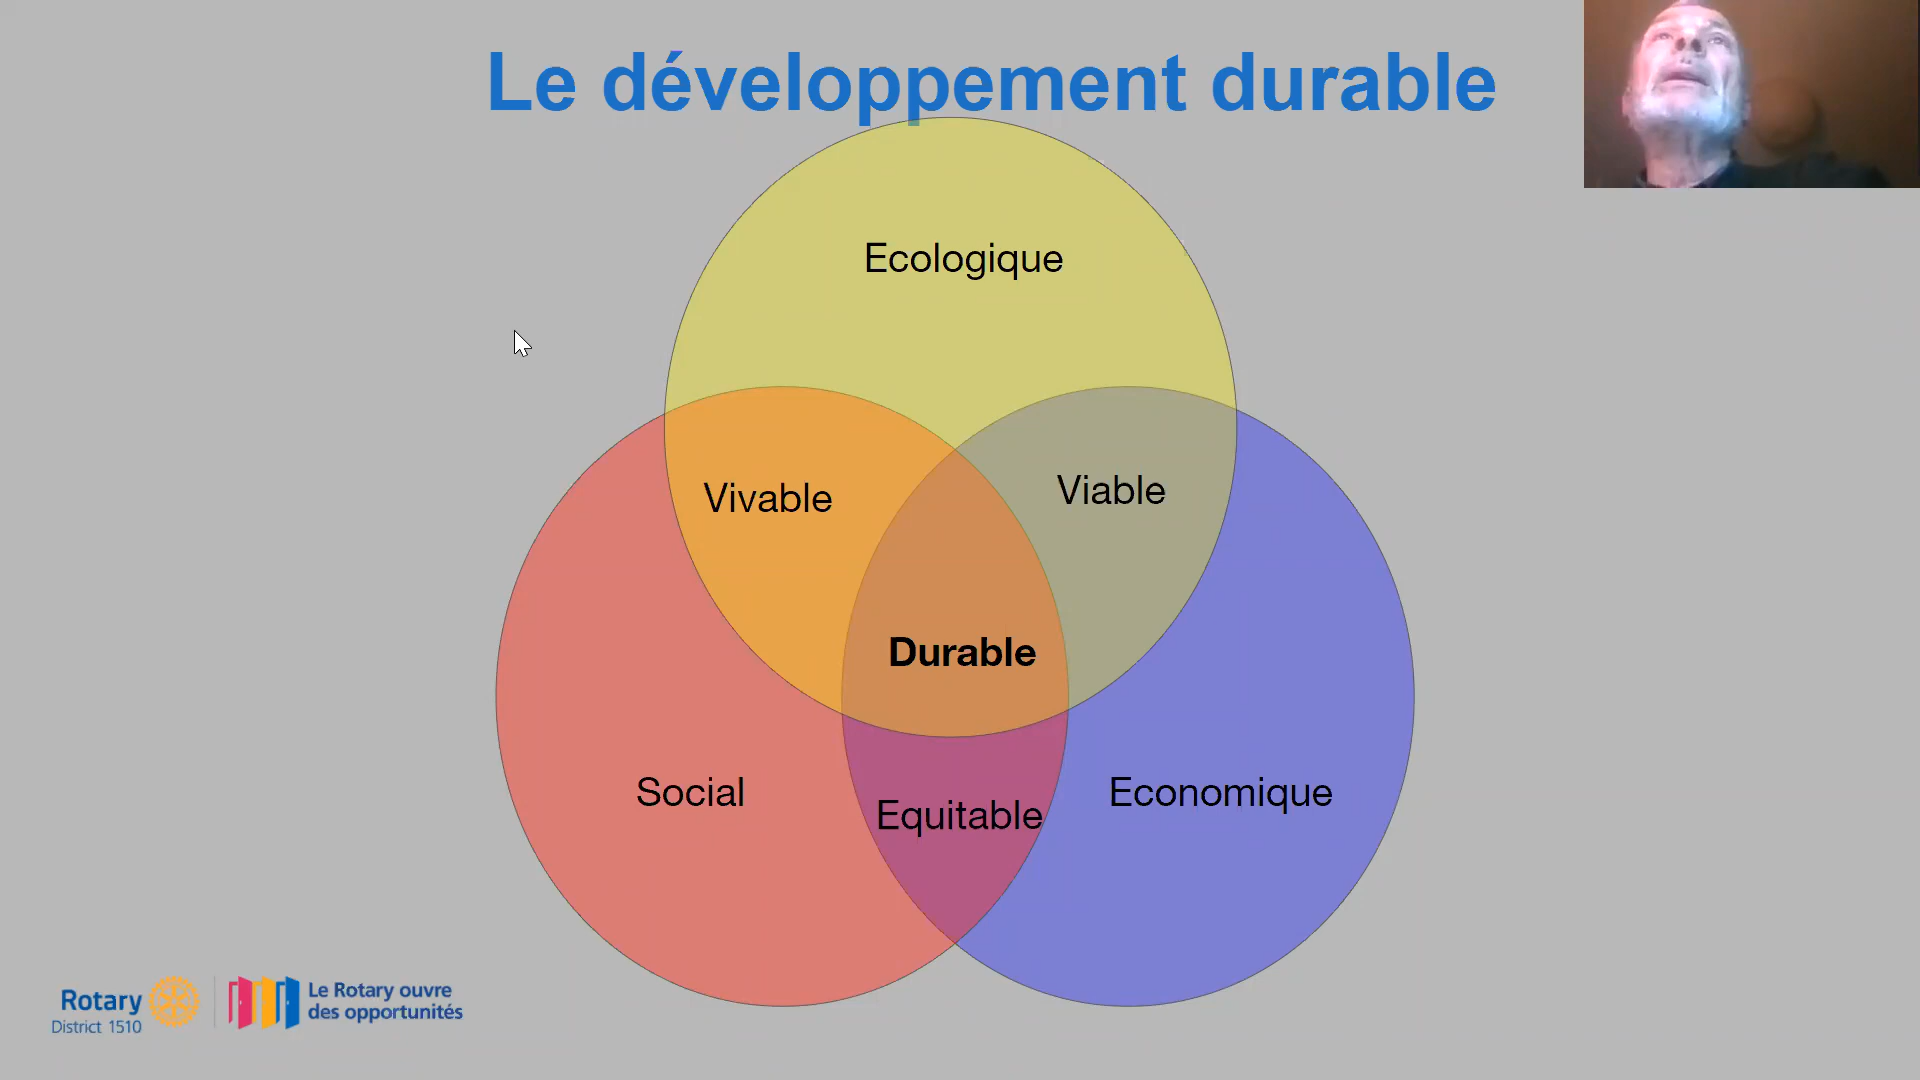 Le développement durable
Ecologique
Vivable
Viable
Durable
Social
Economique
Equitable
Rotary
District 1510
Le Rotary ouvre
des opportunités